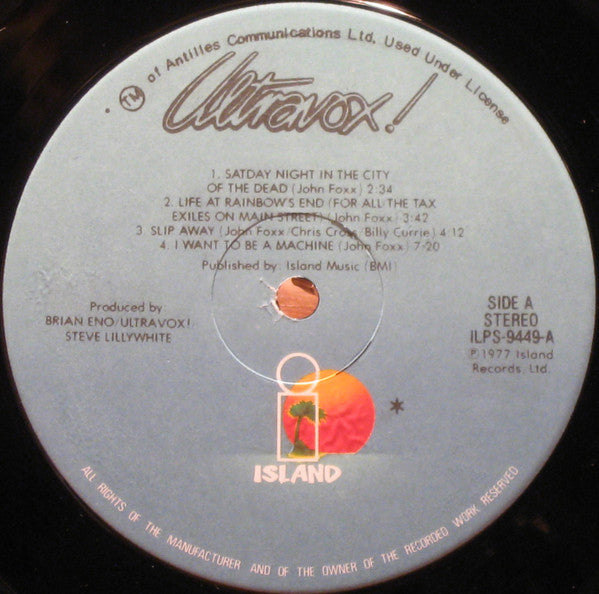 TM of Antilles Communications Ltd. Used Under License
Ultravox!
1. SATDAY NIGHT IN THE CITY
OF THE DEAD (John Foxx) 2:34
2. LIFE AT RAINBOW'S END (FOR ALL THE TAX
EXILES ON MAIN STREET) (John Foxx) 3:42
3. SLIP AWAY (John Foxx/Chris Cross/Billy Currie) 4:12
4. I WANT TO BE A MACHINE (John Foxx) 7-20
Published by: Island Music (BMI)
Produced by
BRIAN ENO/ULTRAVOX!/
STEVE LILLYWHITE
SIDE A
STEREO
ILPS-9449-A
℗ 1977 Island
Records, Ltd.
ISLAND
ALL RIGHTS OF THE MANUFACTURER AND OF THE OWNER OF THE RECORDED WORK RESERVED